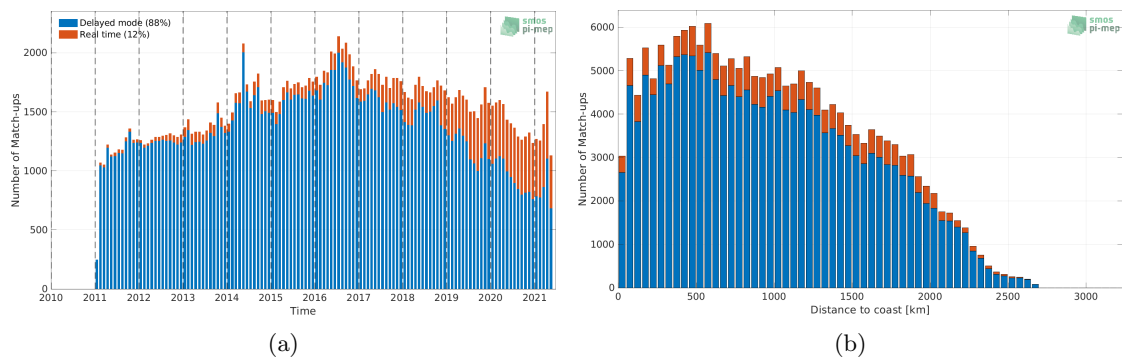 Delayed mode (88%)
Real time (12%)
smos
pi-mep
Number of Match-ups
2000
1500
1000
500
0
2010 2011 2012 2013 2014 2015 2016 2017 2018 2019 2020 2021
Time
(a)
smos
pi-mep
Number of Match-ups
6000
5000
4000
3000
2000
1000
0
0 500 1000 1500 2000 2500 3000
Distance to coast [km]
(b)